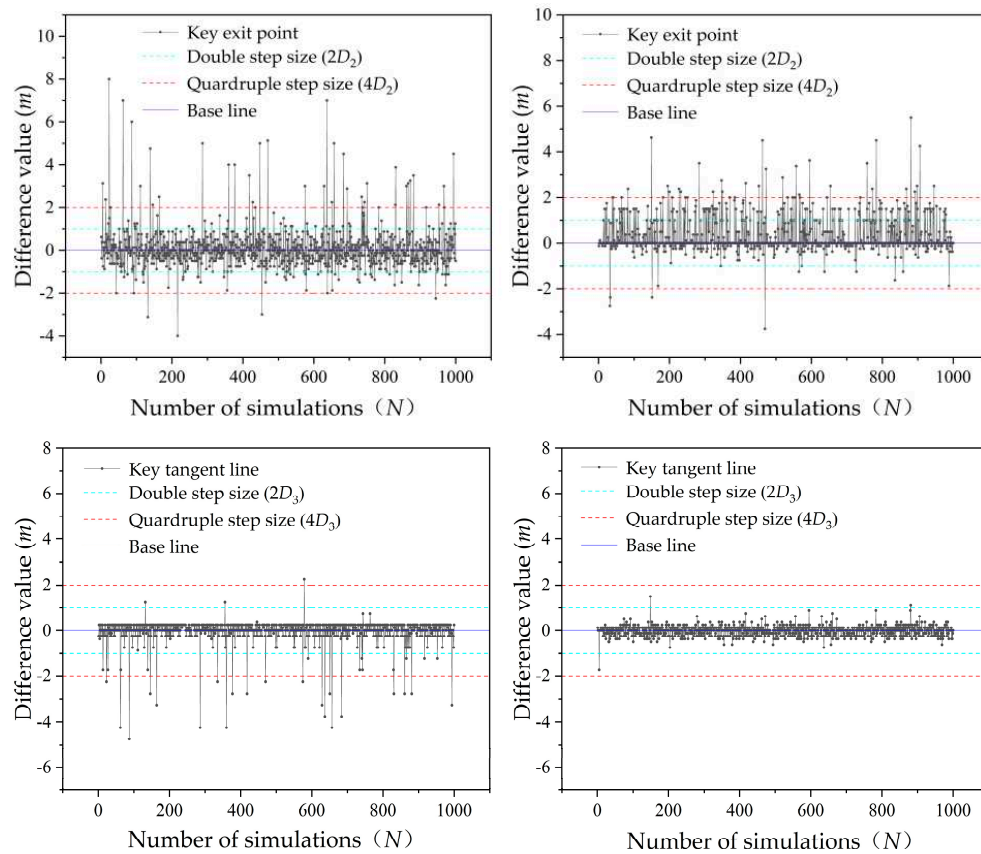 10
8
6
4
2
0
-2
-4
Difference value (m)
Key exit point
Double step size (2D2)
Quardruple step size (4D2)
Base line
0 200 400 600 800 1000
Number of simulations（N）
10
8
6
4
2
0
-2
-4
Difference value (m)
Key exit point
Double step size (2D2)
Quardruple step size (4D2)
Base line
0 200 400 600 800 1000
Number of simulations（N）
8
6
4
2
0
-2
-4
-6
Difference value (m)
Key tangent line
Double step size (2D3)
Quardruple step size (4D3)
Base line
0 200 400 600 800 1000
Number of simulations（N）
8
6
4
2
0
-2
-4
-6
Difference value (m)
Key tangent line
Double step size (2D3)
Quardruple step size (4D3)
Base line
0 200 400 600 800 1000
Number of simulations（N）